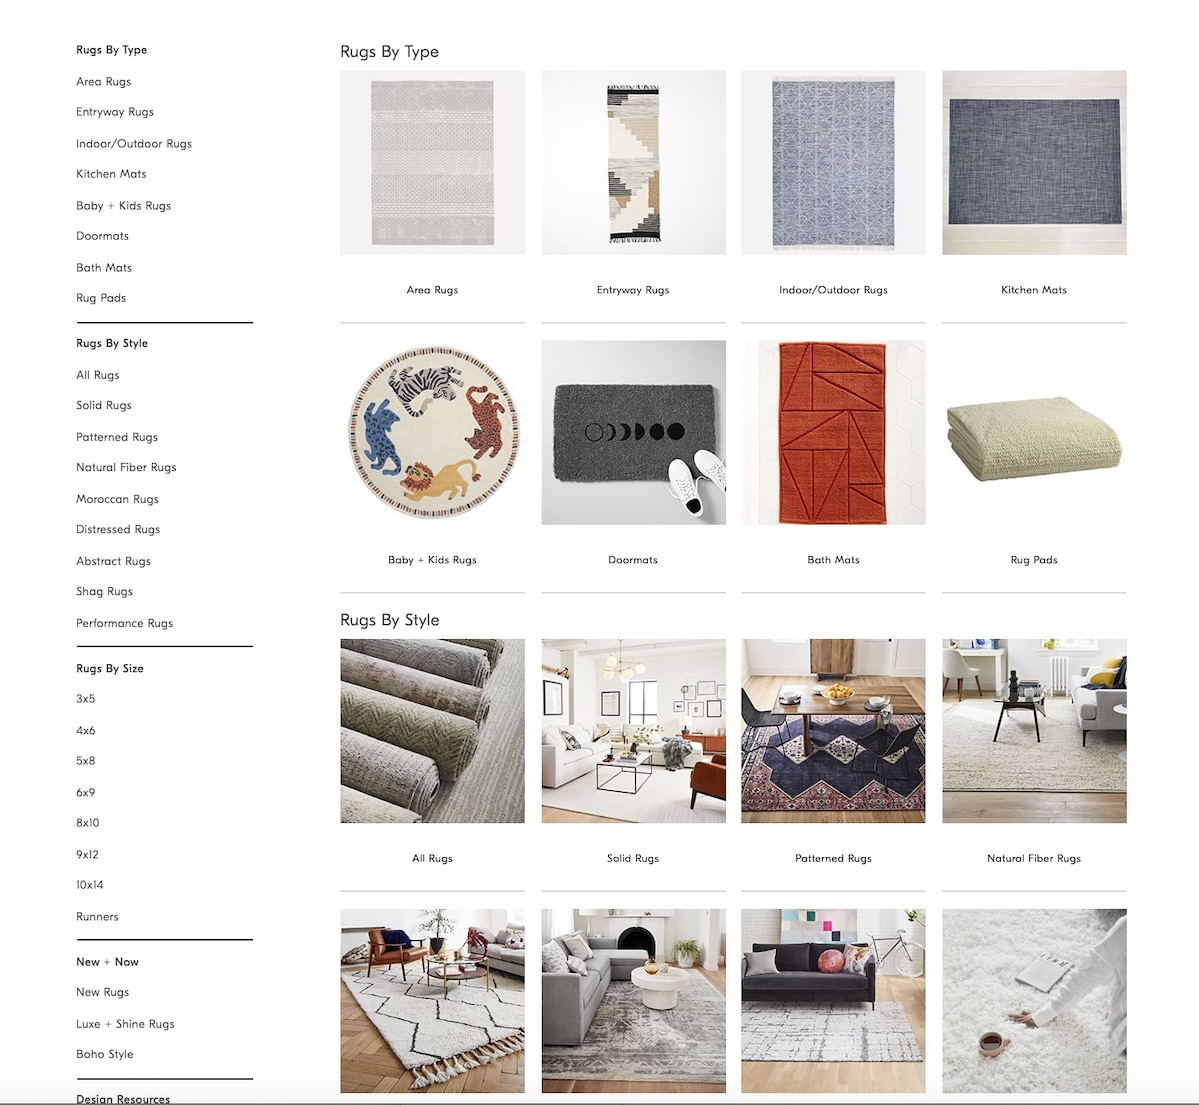 Rugs By Type
Area Rugs
Entryway Rugs
Indoor/Outdoor Rugs
Kitchen Mats
Baby + Kids Rugs
Doormats
Bath Mats
Rug Pads
Rugs By Style
All Rugs
Solid Rugs
Patterned Rugs
Natural Fiber Rugs
Moroccan Rugs
Distressed Rugs
Abstract Rugs
Shag Rugs
Performance Rugs
Rugs By Size
3x5
4x6
5x8
6x9
8x10
9x12
10x14
Runners
New + Now
New Rugs
Luxe + Shine Rugs
Boho Style
Design Resources
Rugs By Type
Area Rugs
Entryway Rugs
Indoor/Outdoor Rugs
Kitchen Mats
Baby + Kids Rugs
Doormats
Bath Mats
Rug Pads
Rugs By Style
All Rugs
Solid Rugs
Patterned Rugs
Natural Fiber Rugs